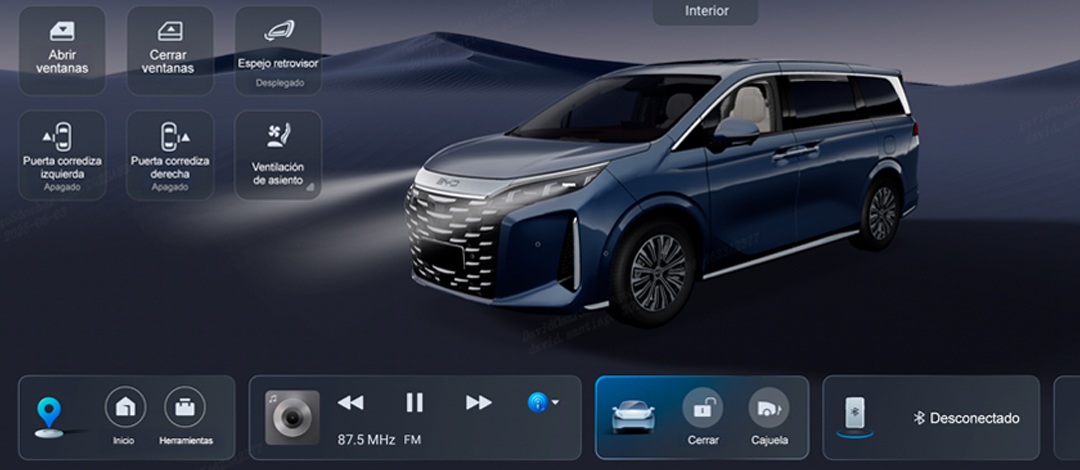 Interior
Abrir
ventanas
Cerrar
ventanas
Espejo retrovisor
Desplegado
Puerta corrediza
izquierda
Apagado
Puerta corrediza
derecha
Apagado
Ventilación
de asiento
BYD
Inicio
Herramientas
87.5 MHz FM
Cerrar
Cajuela
Desconectado